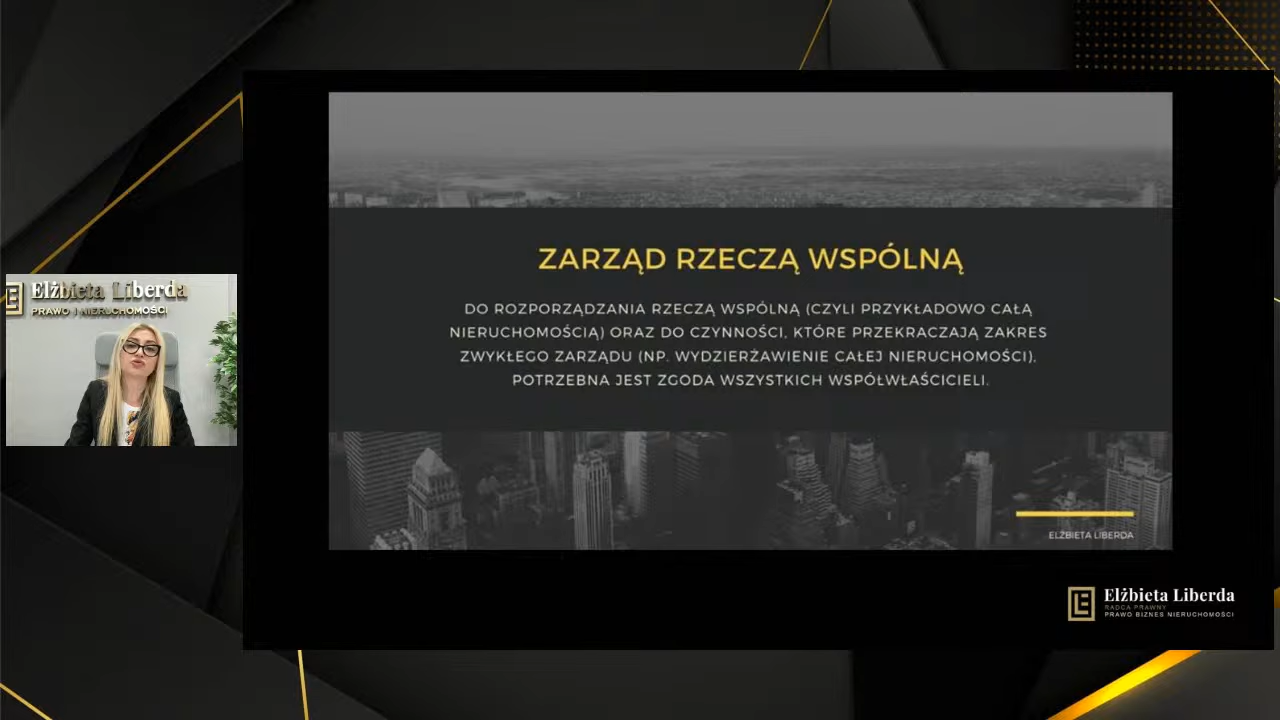 Elżbieta Liberda
PRAWO I NIERUCHOMOŚCI
ZARZĄD RZECZĄ WSPÓLNĄ
DO ROZPORZĄDZANIA RZECZĄ WSPÓLNĄ (CZYLI PRZYKŁADOWO CAŁĄ
NIERUCHOMOŚCIĄ) ORAZ DO CZYNNOŚCI, KTÓRE PRZEKRACZAJĄ ZAKRES
ZWYKŁEGO ZARZĄDU (NP. WYDZIERŻAWIENIE CAŁEJ NIERUCHOMOŚCI),
POTRZEBNA JEST ZGODA WSZYSTKICH WSPÓŁWŁAŚCICIELI.
ELŻBIETA LIBERDA
Elżbieta Liberda
RADCA PRAWNY
PRAWO BIZNES NIERUCHOMOŚCI